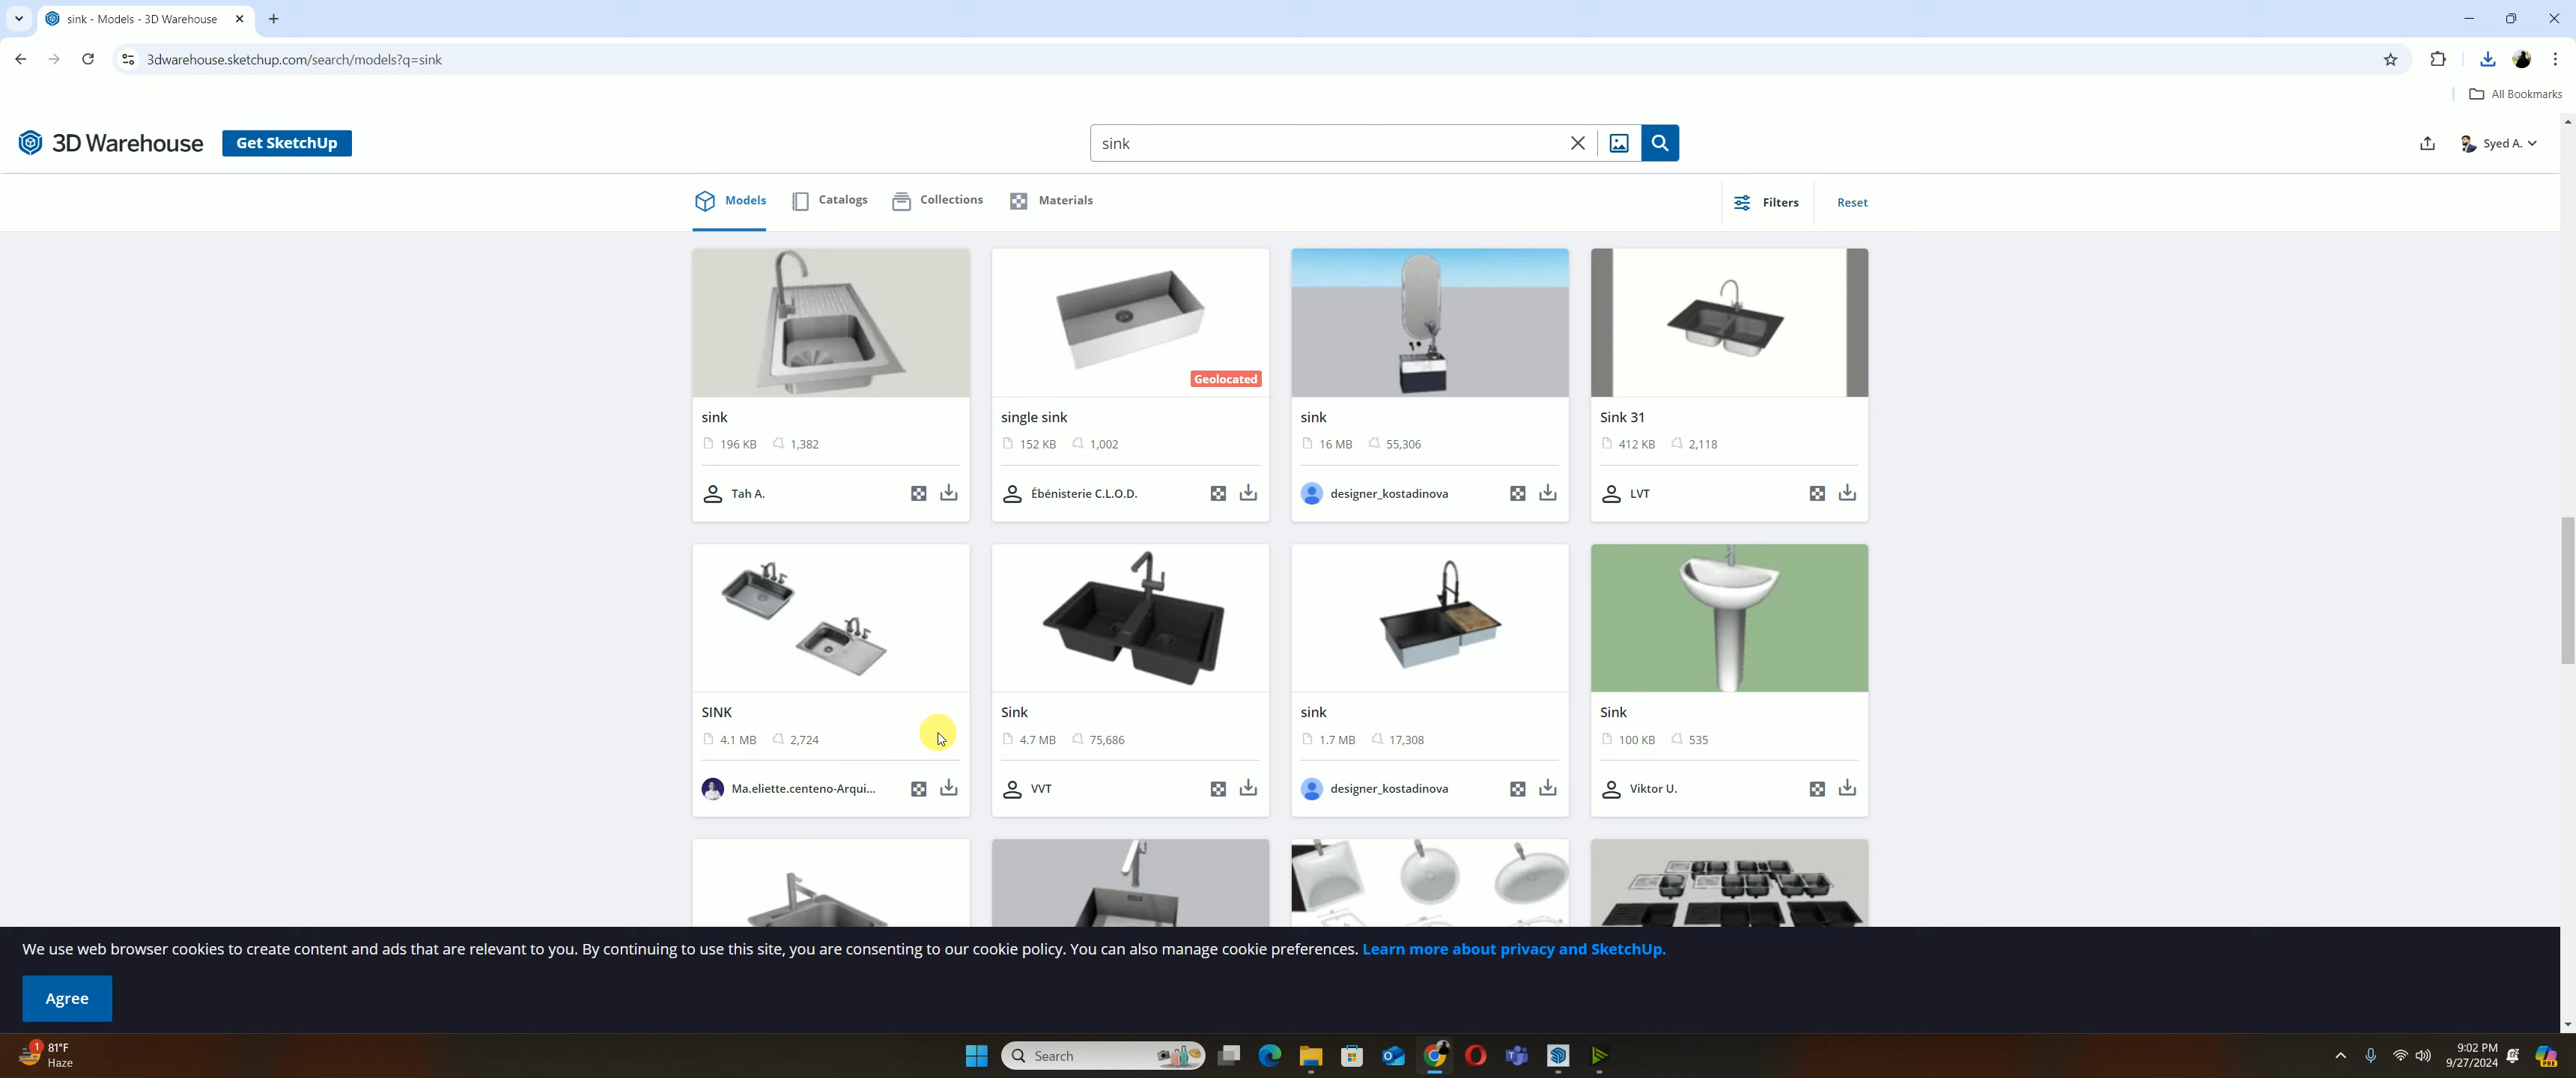 sink - Models - 3D Warehouse
3dwarehouse.sketchup.com/search/models?q=sink
All Bookmarks
3D Warehouse
Get SketchUp
sink
Syed A.
Models
Catalogs
Collections
Materials
Filters
Reset
Geolocated
sink
196 KB 1,382
Tah A.
single sink
152 KB 1,002
Ébénisterie C.L.O.D.
sink
16 MB 55,306
designer_kostadinova
Sink 31
412 KB 2,118
LVT
SINK
4.1 MB 2,724
Ma.eliette.centeno-Arqui...
Sink
4.7 MB 75,686
VVT
sink
1.7 MB 17,308
designer_kostadinova
Sink
100 KB 535
Viktor U.
We use web browser cookies to create content and ads that are relevant to you. By continuing to use this site, you are consenting to our cookie policy. You can also manage cookie preferences. Learn more about privacy and SketchUp.
Agree
1
81°F
Haze
Search
9:02 PM
9/27/2024
PRE